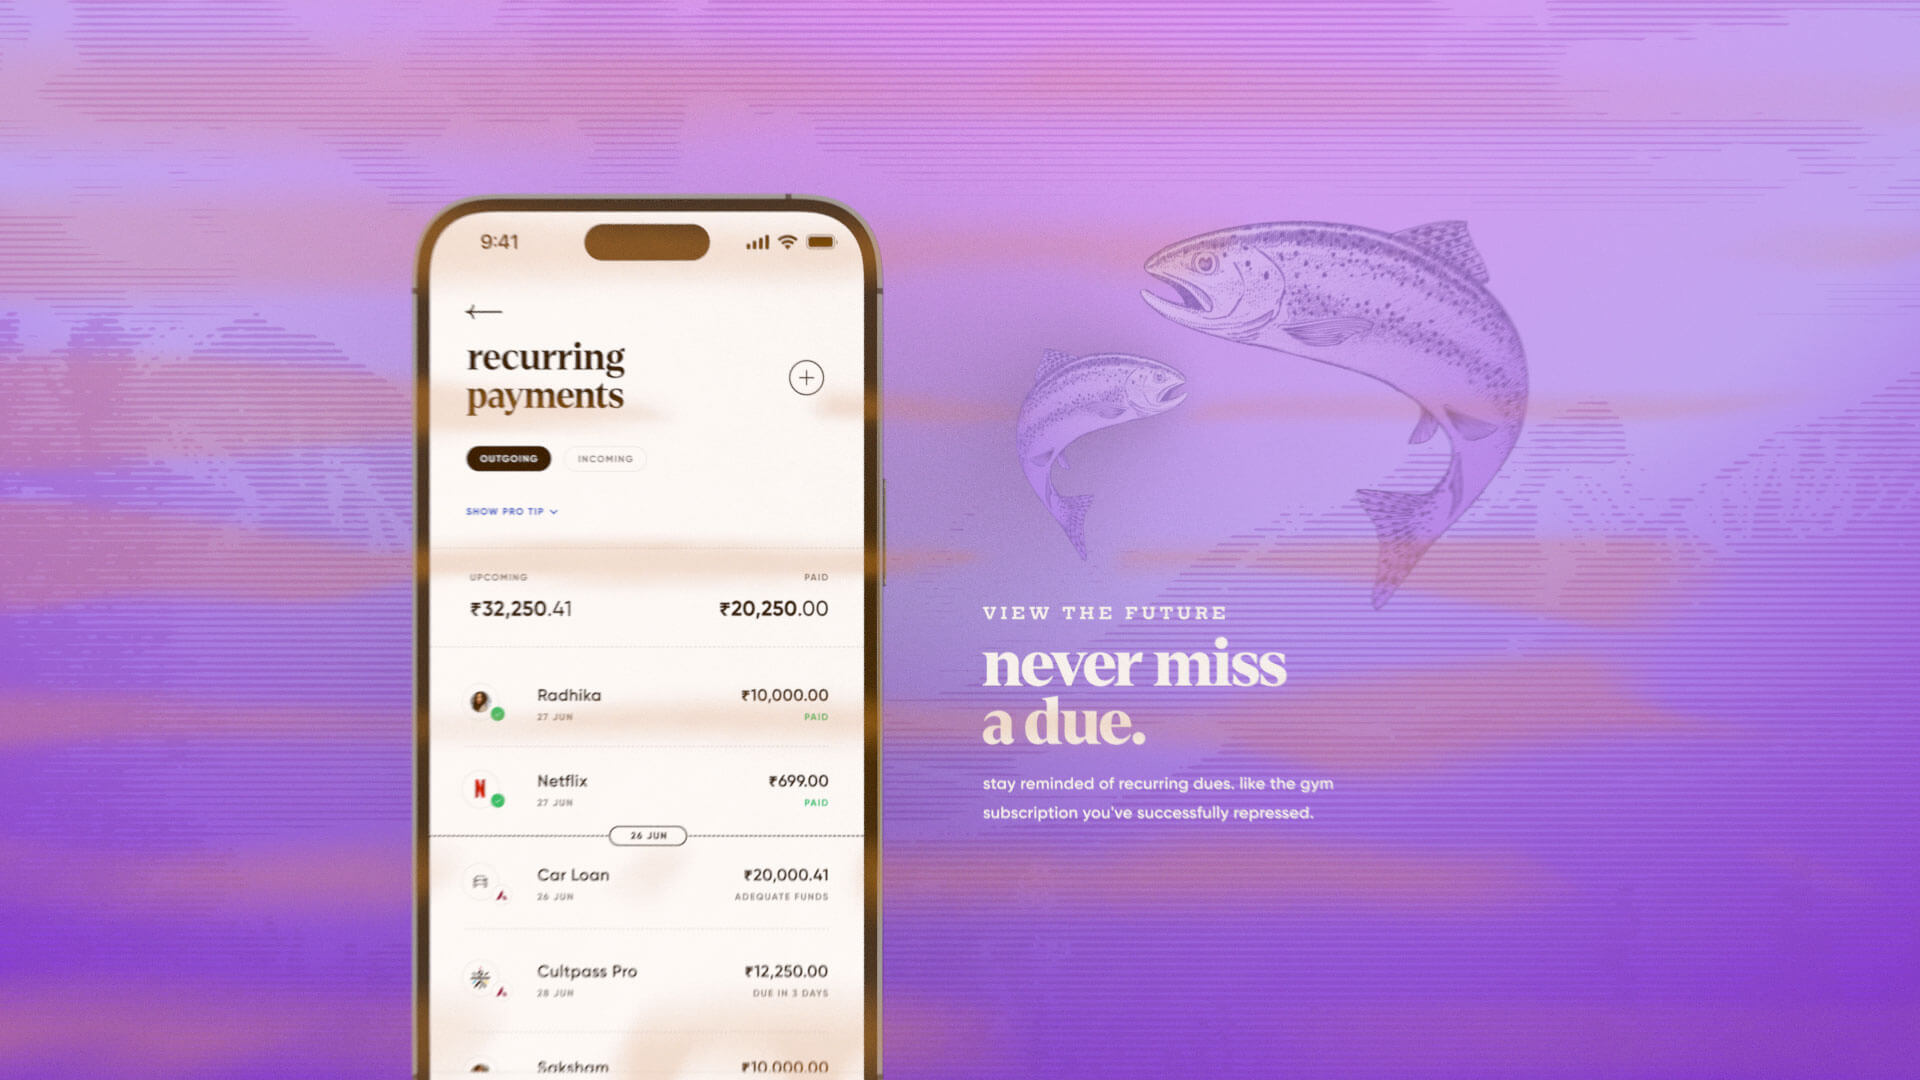 9:41
recurring
payments
OUTGOING
INCOMING
SHOW PRO TIP
UPCOMING
PAID
₹32,250.41
₹20,250.00
Radhika
₹10,000.00
27 JUN
PAID
N
Netflix
₹699.00
27 JUN
PAID
26 JUN
Car Loan
₹20,000.41
26 JUN
ADEQUATE FUNDS
Cultpass Pro
₹12,250.00
28 JUN
DUE IN 3 DAYS
Saksham
₹10,000.00
VIEW THE FUTURE
never miss
a due.
stay reminded of recurring dues. like the gym
subscription you've successfully repressed.